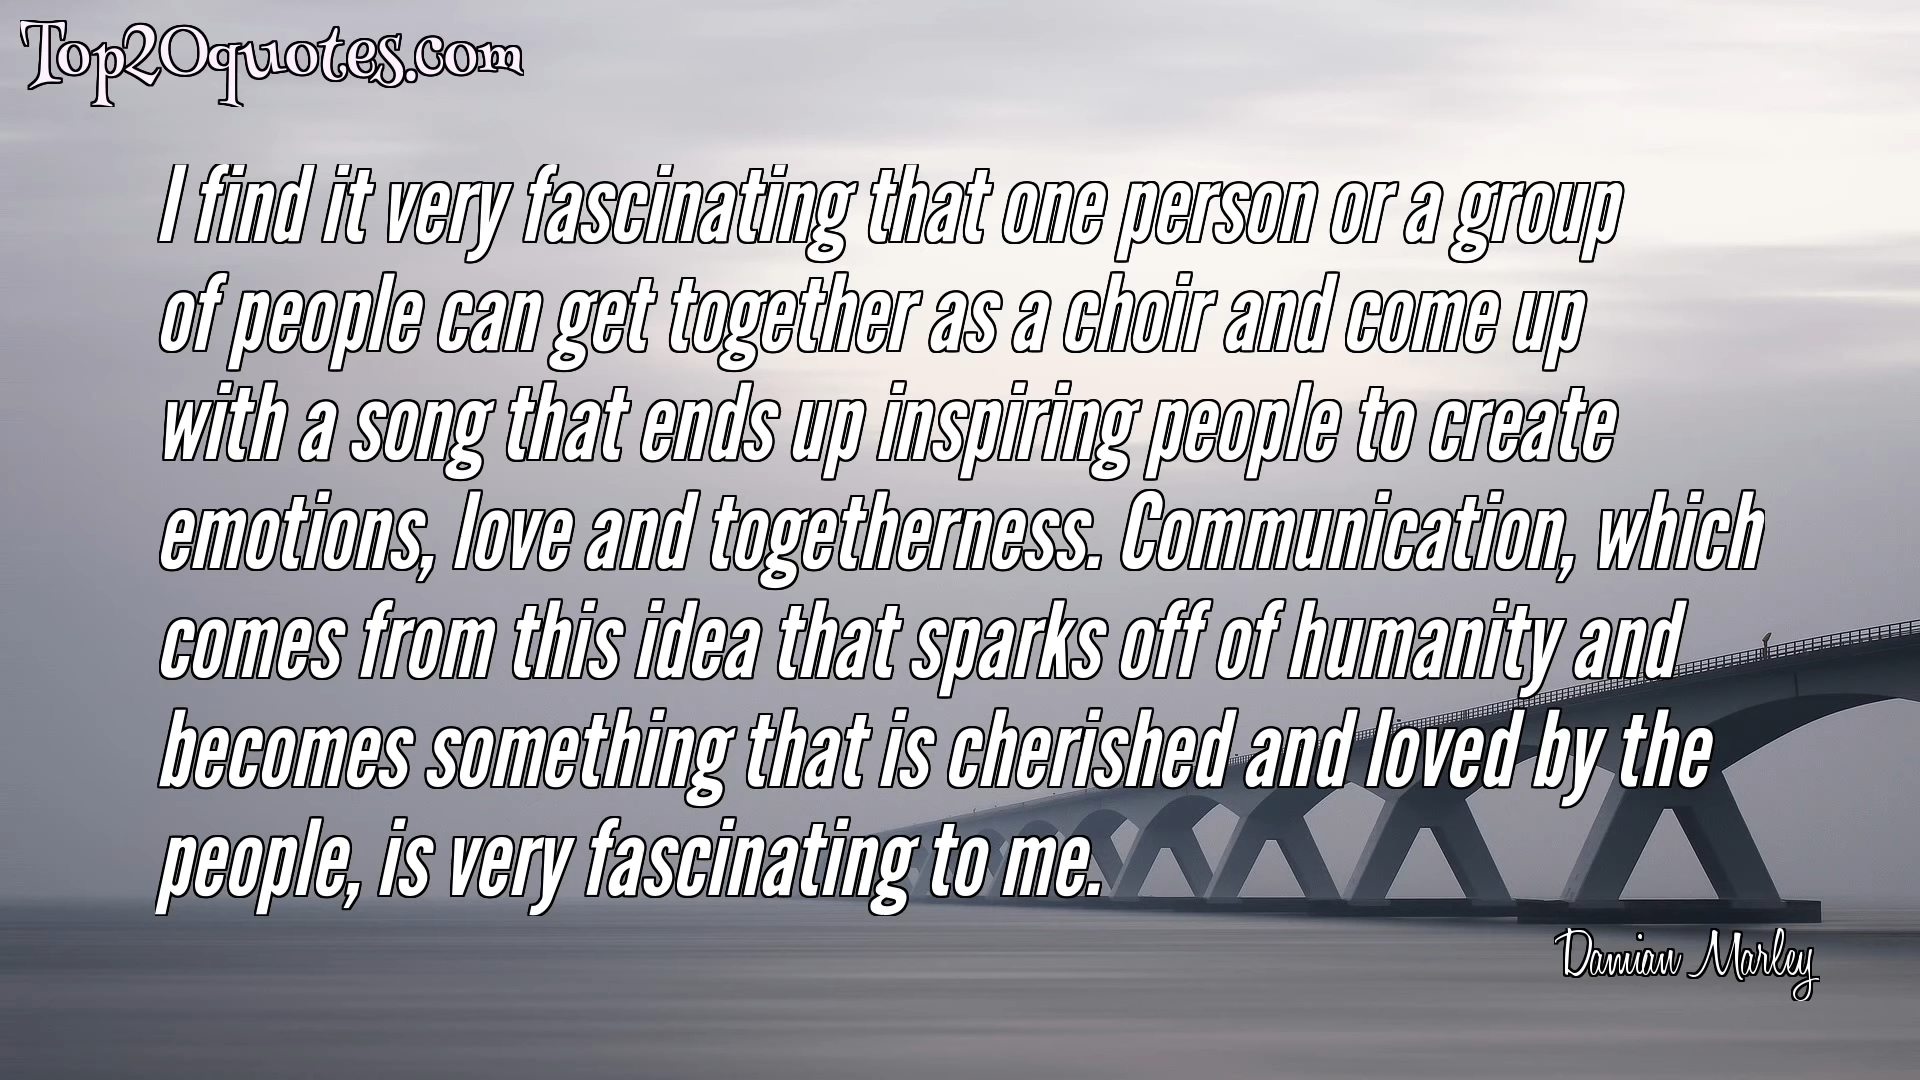 Top20quotes.com
I find it very fascinating that one person or a group
of people can get together as a choir and come up
with a song that ends up inspiring people to create
emotions, love and togetherness. Communication, which
comes from this idea that sparks off of humanity and
becomes something that is cherished and loved by the
people, is very fascinating to me.
Damian Marley